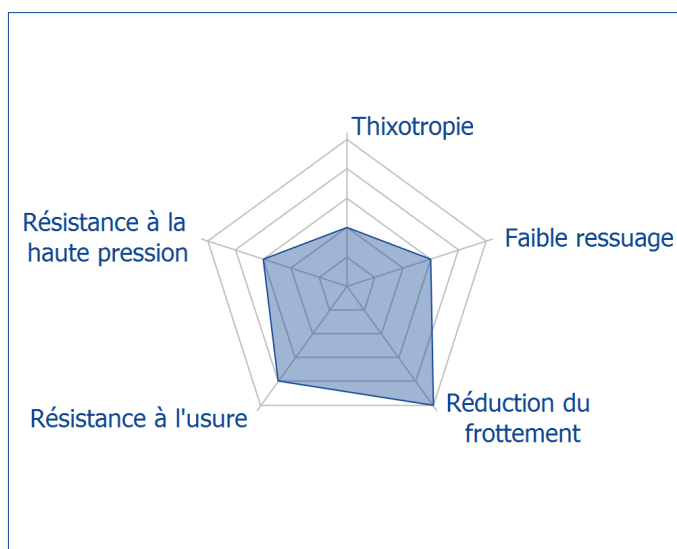 Thixotropie
Résistance à la
haute pression
Faible ressuage
Résistance à l'usure
Réduction du
frottement